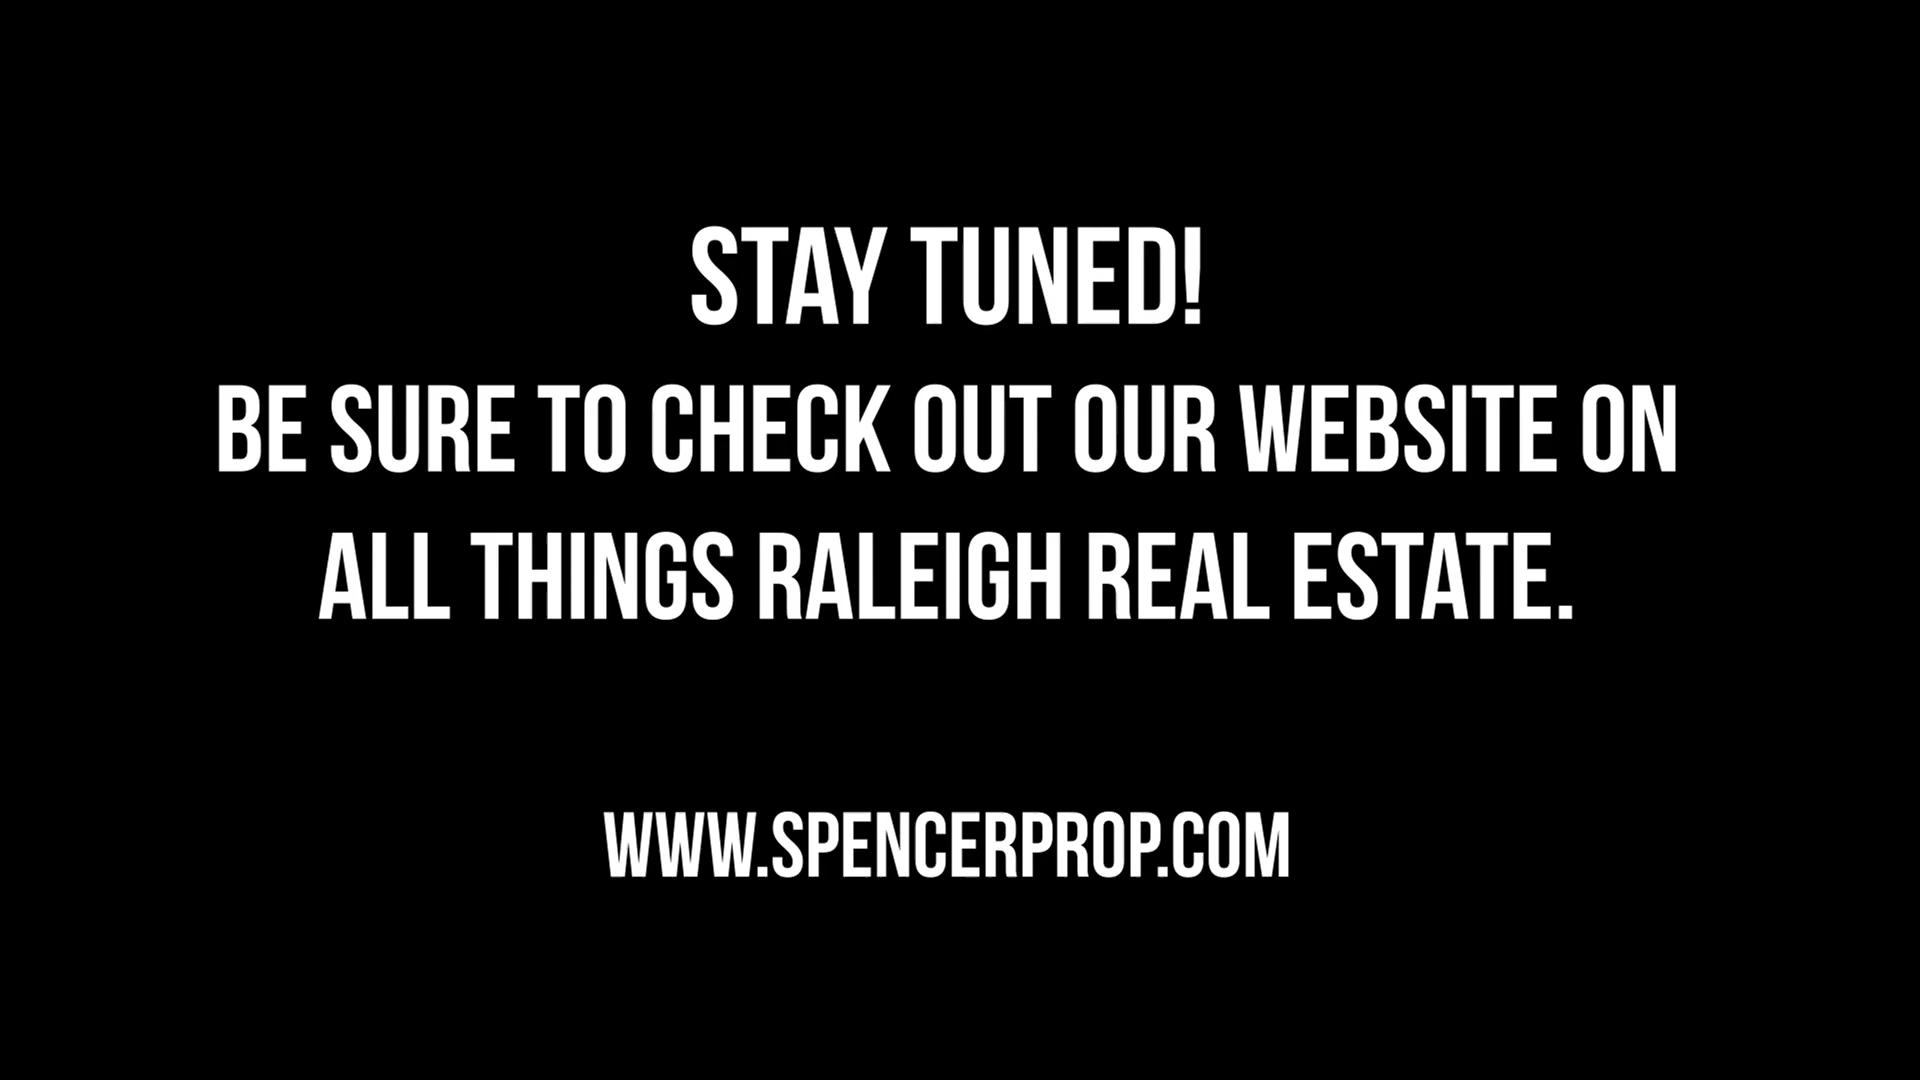 STAY TUNED!
BE SURE TO CHECK OUT OUR WEBSITE ON
ALL THINGS RALEIGH REAL ESTATE.
WWW.SPENCERPROP.COM